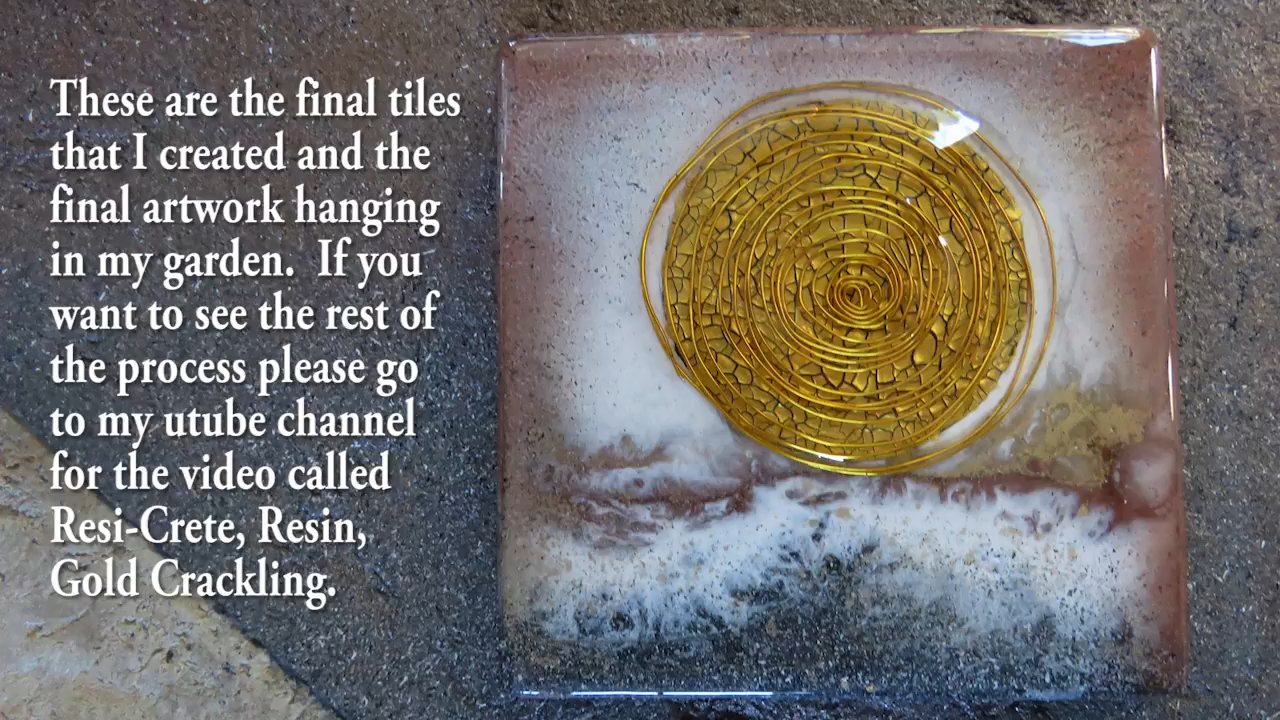 These are the final tiles
that I created and the
final artwork hanging
in my garden.  If you
want to see the rest of
the process please go
to my utube channel
for the video called
Resi-Crete, Resin,
Gold Crackling.